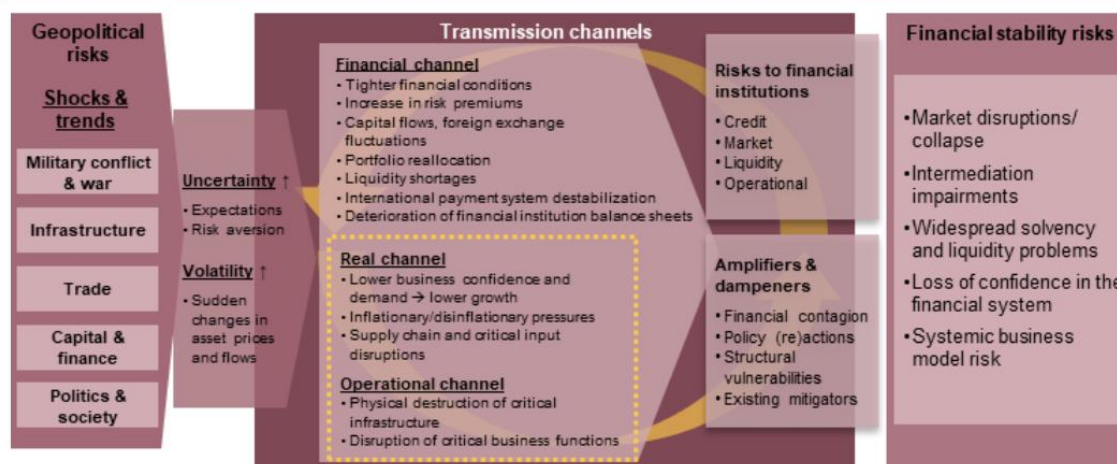 Geopolitical
risks
Shocks &
trends
Military conflict
& war
Infrastructure
Trade
Capital &
finance
Politics &
society
Uncertainty ↑
• Expectations
• Risk aversion
Volatility ↑
• Sudden
changes in
asset prices
and flows
Transmission channels
Financial channel
• Tighter financial conditions
• Increase in risk premiums
• Capital flows, foreign exchange
fluctuations
• Portfolio reallocation
• Liquidity shortages
• International payment system destabilization
• Deterioration of financial institution balance sheets
Real channel
• Lower business confidence and
demand → lower growth
• Inflationary/disinflationary pressures
• Supply chain and critical input
disruptions
Operational channel
• Physical destruction of critical
infrastructure
• Disruption of critical business functions
Risks to financial
institutions
• Credit
• Market
• Liquidity
• Operational
Amplifiers &
dampeners
• Financial contagion
• Policy (re)actions
• Structural
vulnerabilities
• Existing mitigators
Financial stability risks
• Market disruptions/
collapse
• Intermediation
impairments
• Widespread solvency
and liquidity problems
• Loss of confidence in the
financial system
• Systemic business
model risk